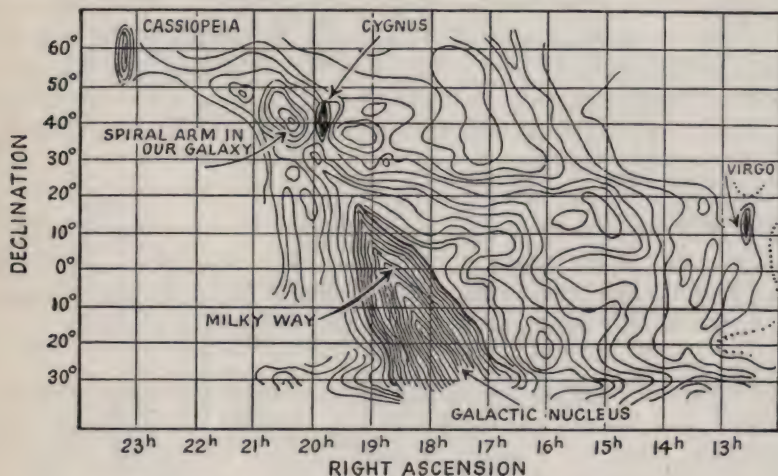 CASSIOPEIA
CYGNUS
SPIRAL ARM IN
OUR GALAXY
VIRGO
MILKY WAY
GALACTIC NUCLEUS
DECLINATION
60°
50°
40°
30°
20°
10°
0°
10°
20°
30°
23h 22h 21h 20h 19h 18h 17h 16h 15h 14h 13h
RIGHT ASCENSION